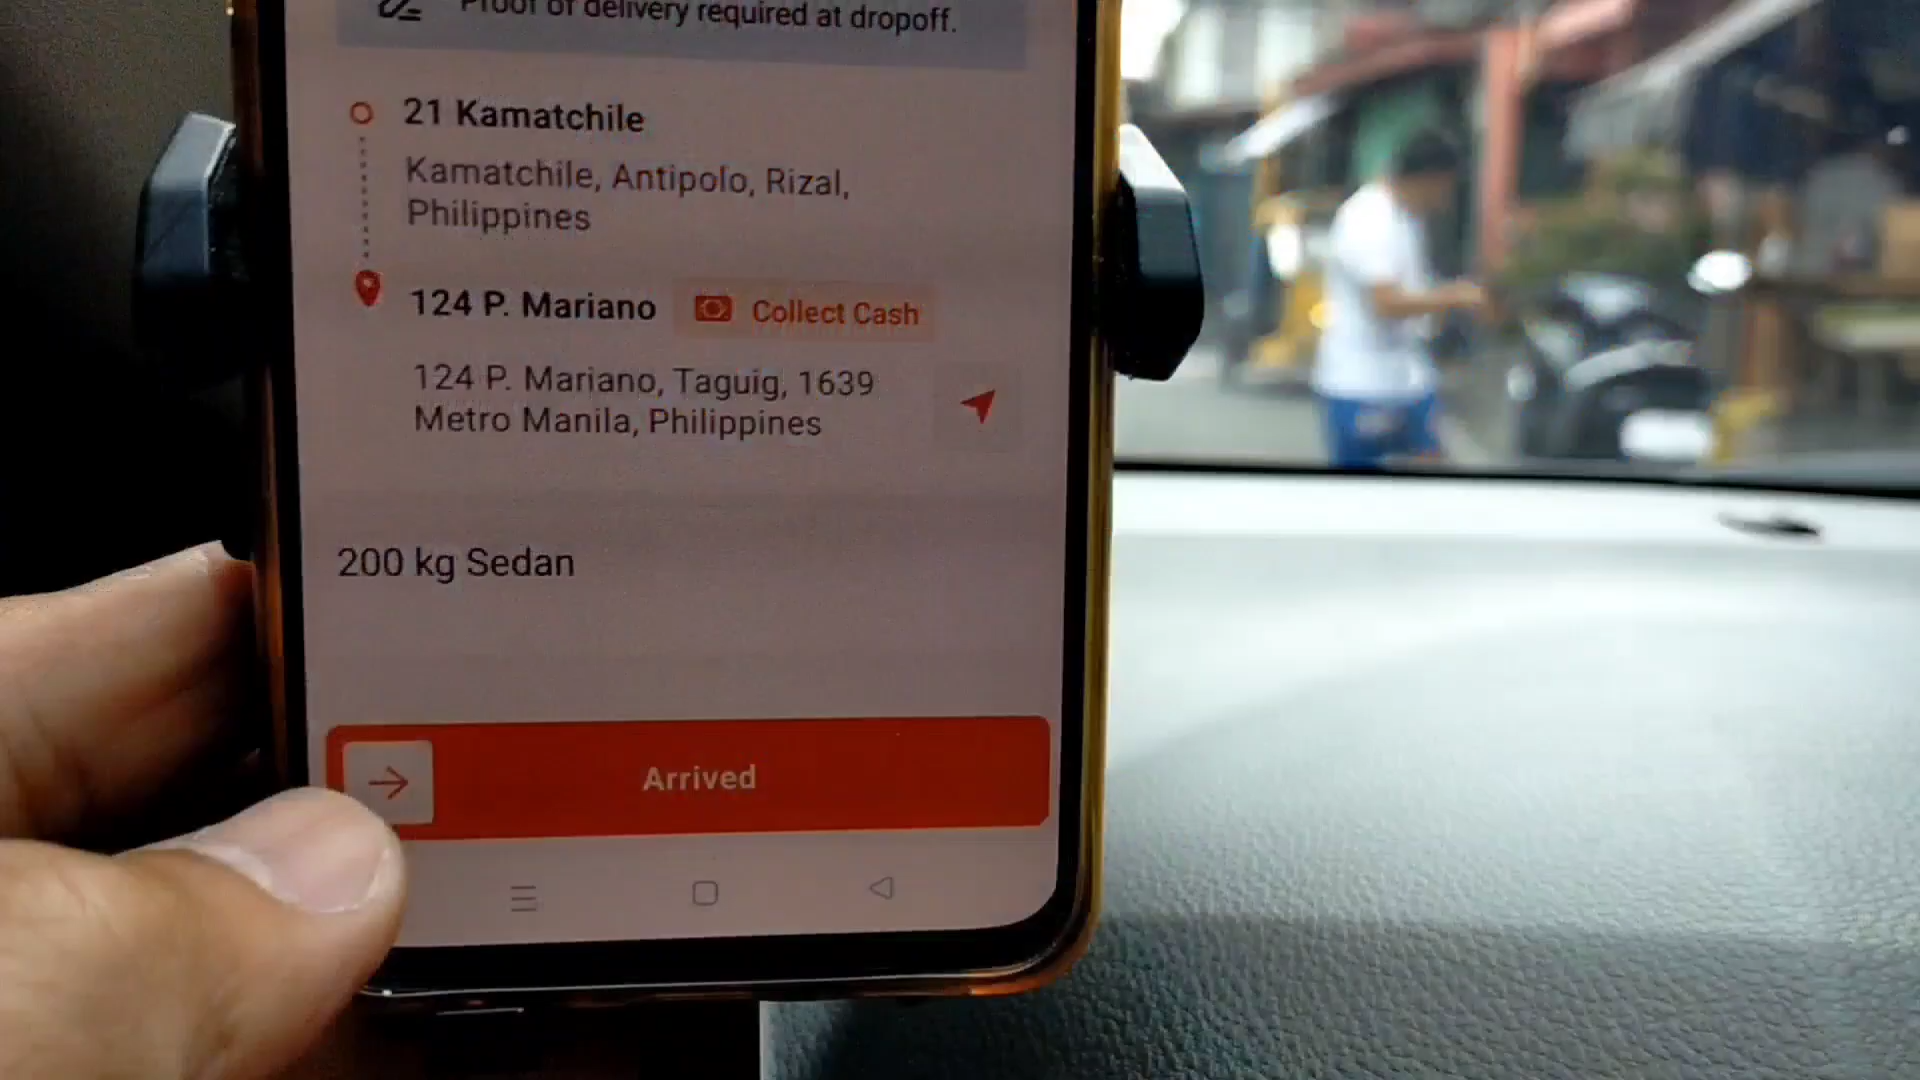 Proof of delivery required at dropoff.
21 Kamatchile
Kamatchile, Antipolo, Rizal,
Philippines
124 P. Mariano Collect Cash
124 P. Mariano, Taguig, 1639
Metro Manila, Philippines
200 kg Sedan
Arrived